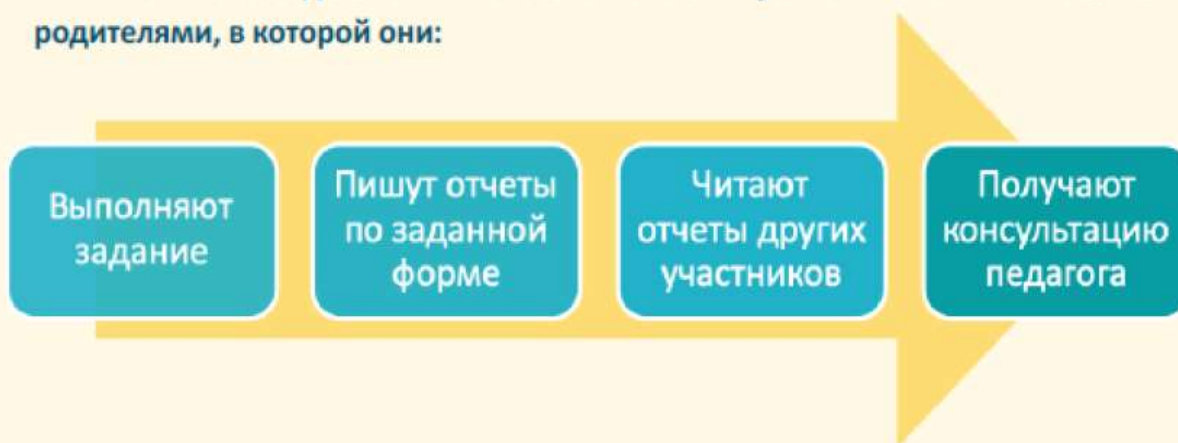 родителями, в которой они:
Выполняют
задание
Пишут отчеты
по заданной
форме
Читают
отчеты других
участников
Получают
консультацию
педагога